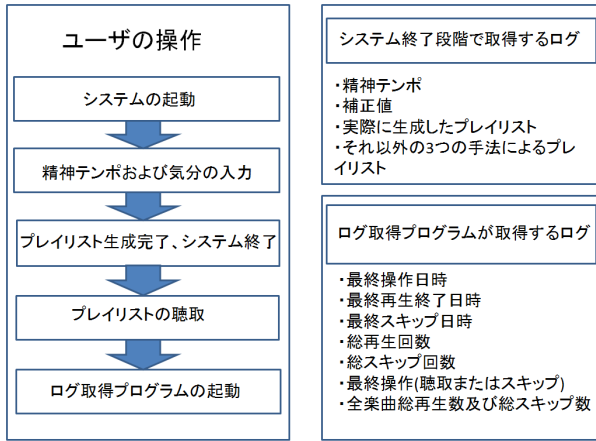 ユーザの操作
システムの起動
精神テンポおよび気分の入力
プレイリスト生成完了、システム終了
プレイリストの聴取
ログ取得プログラムの起動
システム終了段階で取得するログ
・精神テンポ
・補正値
・実際に生成したプレイリスト
・それ以外の3つの手法によるプレ
イリスト
ログ取得プログラムが取得するログ
・最終操作日時
・最終再生終了日時
・最終スキップ日時
・総再生回数
・総スキップ回数
・最終操作(聴取またはスキップ)
・全楽曲総再生数及び総スキップ数